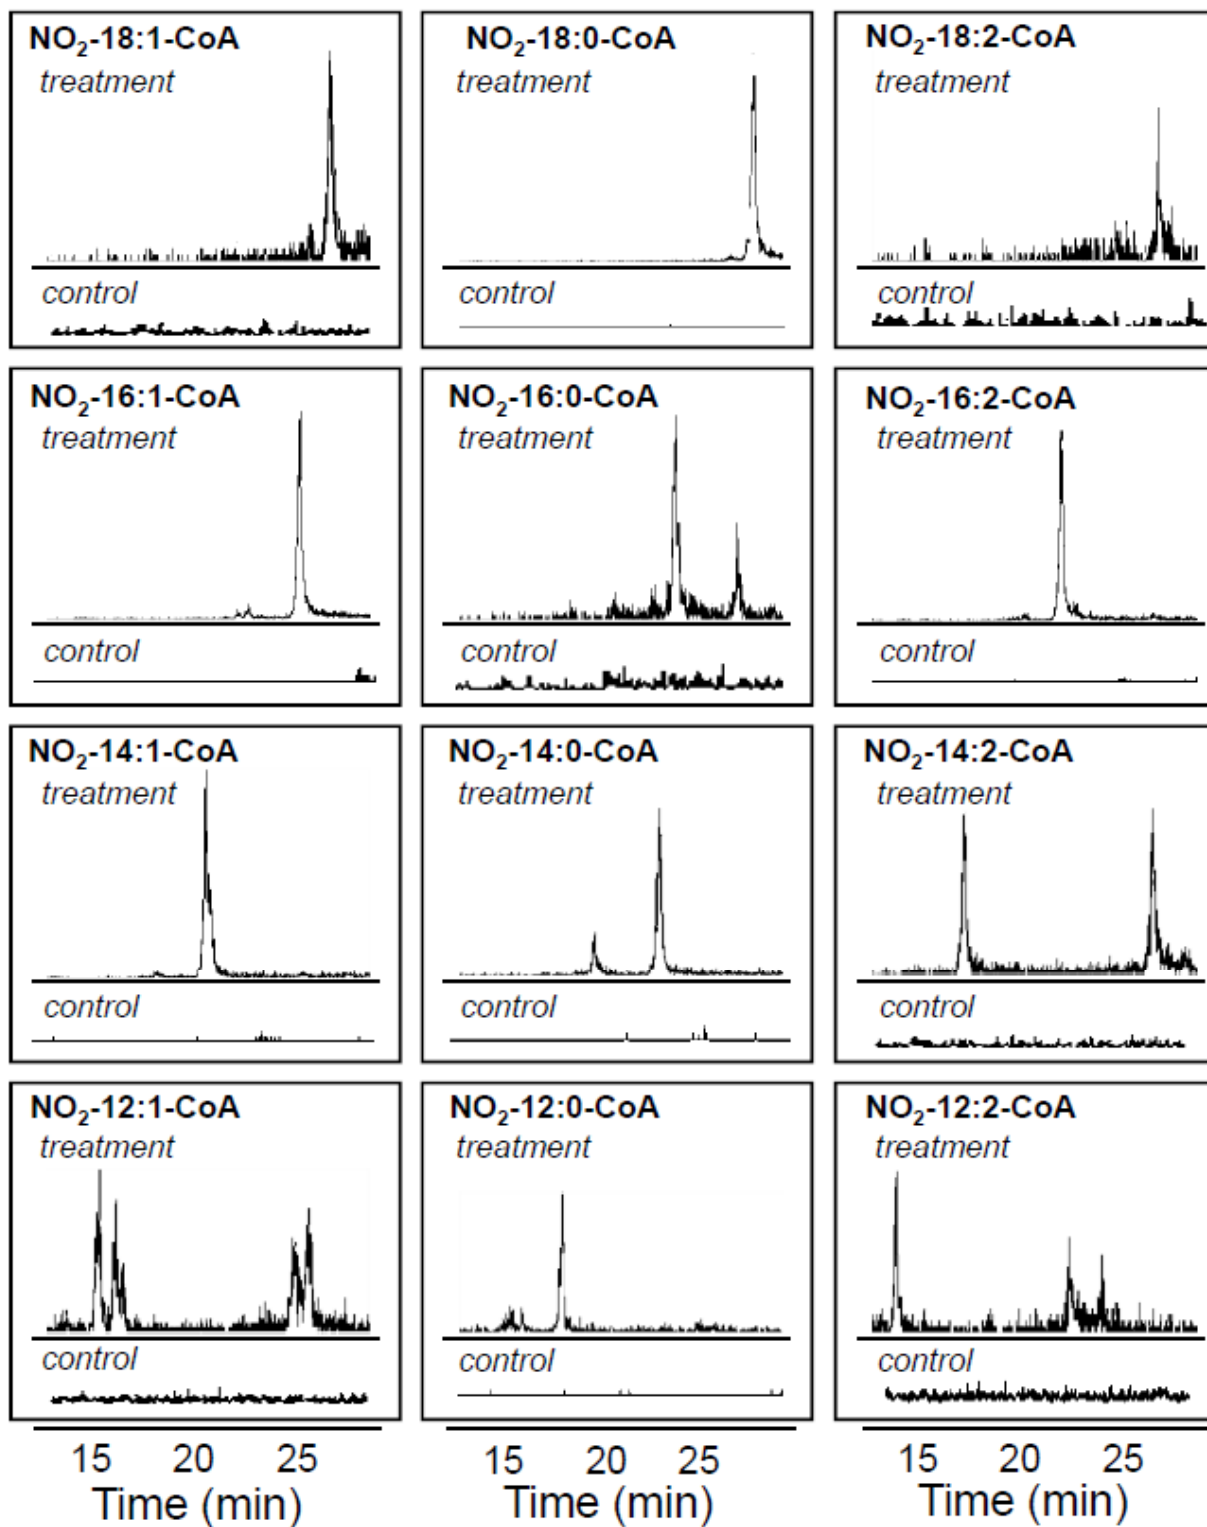 NO₂-18:1-CoA
treatment
control
NO₂-18:0-CoA
treatment
control
NO₂-18:2-CoA
treatment
control
NO₂-16:1-CoA
treatment
control
NO₂-16:0-CoA
treatment
control
NO₂-16:2-CoA
treatment
control
NO₂-14:1-CoA
treatment
control
NO₂-14:0-CoA
treatment
control
NO₂-14:2-CoA
treatment
control
NO₂-12:1-CoA
treatment
control
NO₂-12:0-CoA
treatment
control
NO₂-12:2-CoA
treatment
control
15 20 25
Time (min)
15 20 25
Time (min)
15 20 25
Time (min)